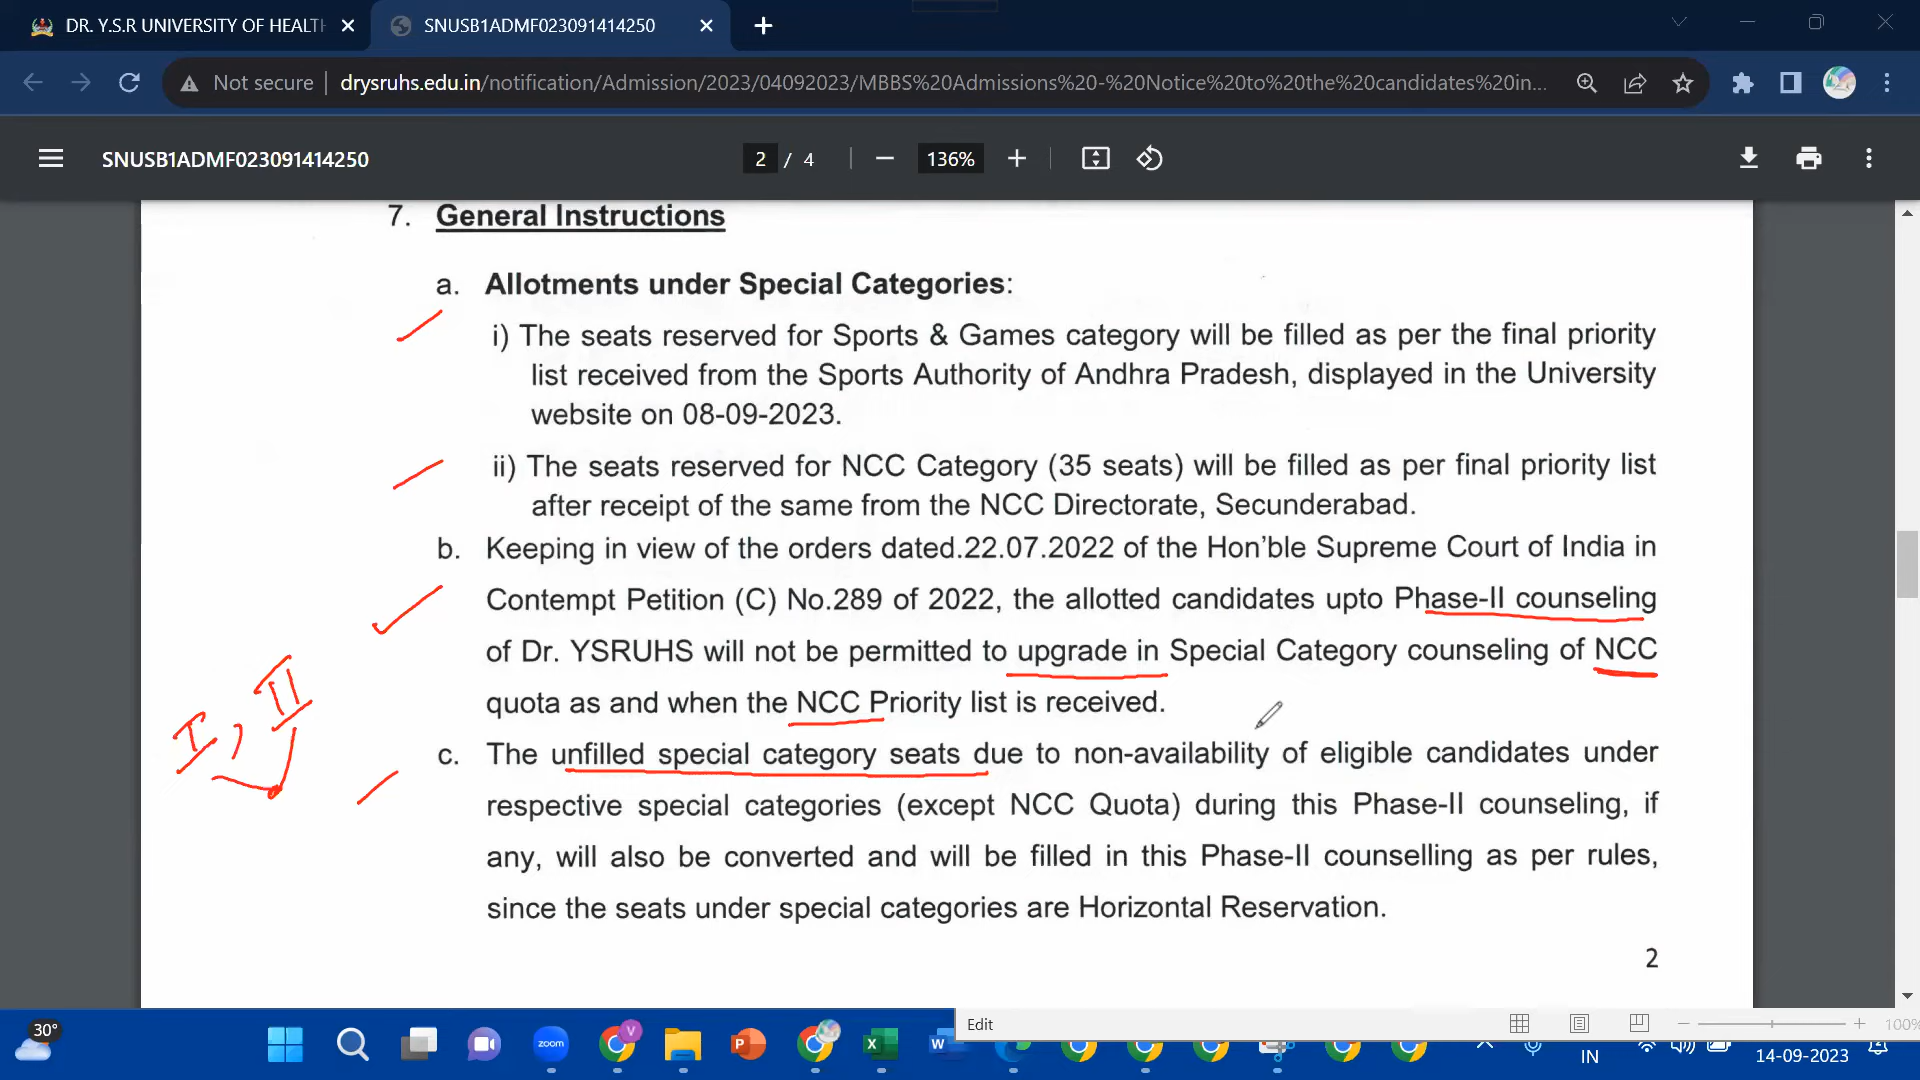 DR. Y.S.R UNIVERSITY OF HEALTH
SNUSB1ADMF023091414250
Not secure
drysruhs.edu.in/notification/Admission/2023/04092023/MBBS%20Admissions%20-%20Notice%20to%20the%20candidates%20in...
SNUSB1ADMF023091414250
2 / 4
136%
7. General Instructions
a. Allotments under Special Categories:
i) The seats reserved for Sports & Games category will be filled as per the final priority
list received from the Sports Authority of Andhra Pradesh, displayed in the University
website on 08-09-2023.
ii) The seats reserved for NCC Category (35 seats) will be filled as per final priority list
after receipt of the same from the NCC Directorate, Secunderabad.
b. Keeping in view of the orders dated.22.07.2022 of the Hon'ble Supreme Court of India in
Contempt Petition (C) No.289 of 2022, the allotted candidates upto Phase-II counseling
of Dr. YSRUHS will not be permitted to upgrade in Special Category counseling of NCC
quota as and when the NCC Priority list is received.
I, II
c. The unfilled special category seats due to non-availability of eligible candidates under
respective special categories (except NCC Quota) during this Phase-II counseling, if
any, will also be converted and will be filled in this Phase-II counselling as per rules,
since the seats under special categories are Horizontal Reservation.
2
Edit
100%
30°
V
zoom
P
X
W
IN
14-09-2023